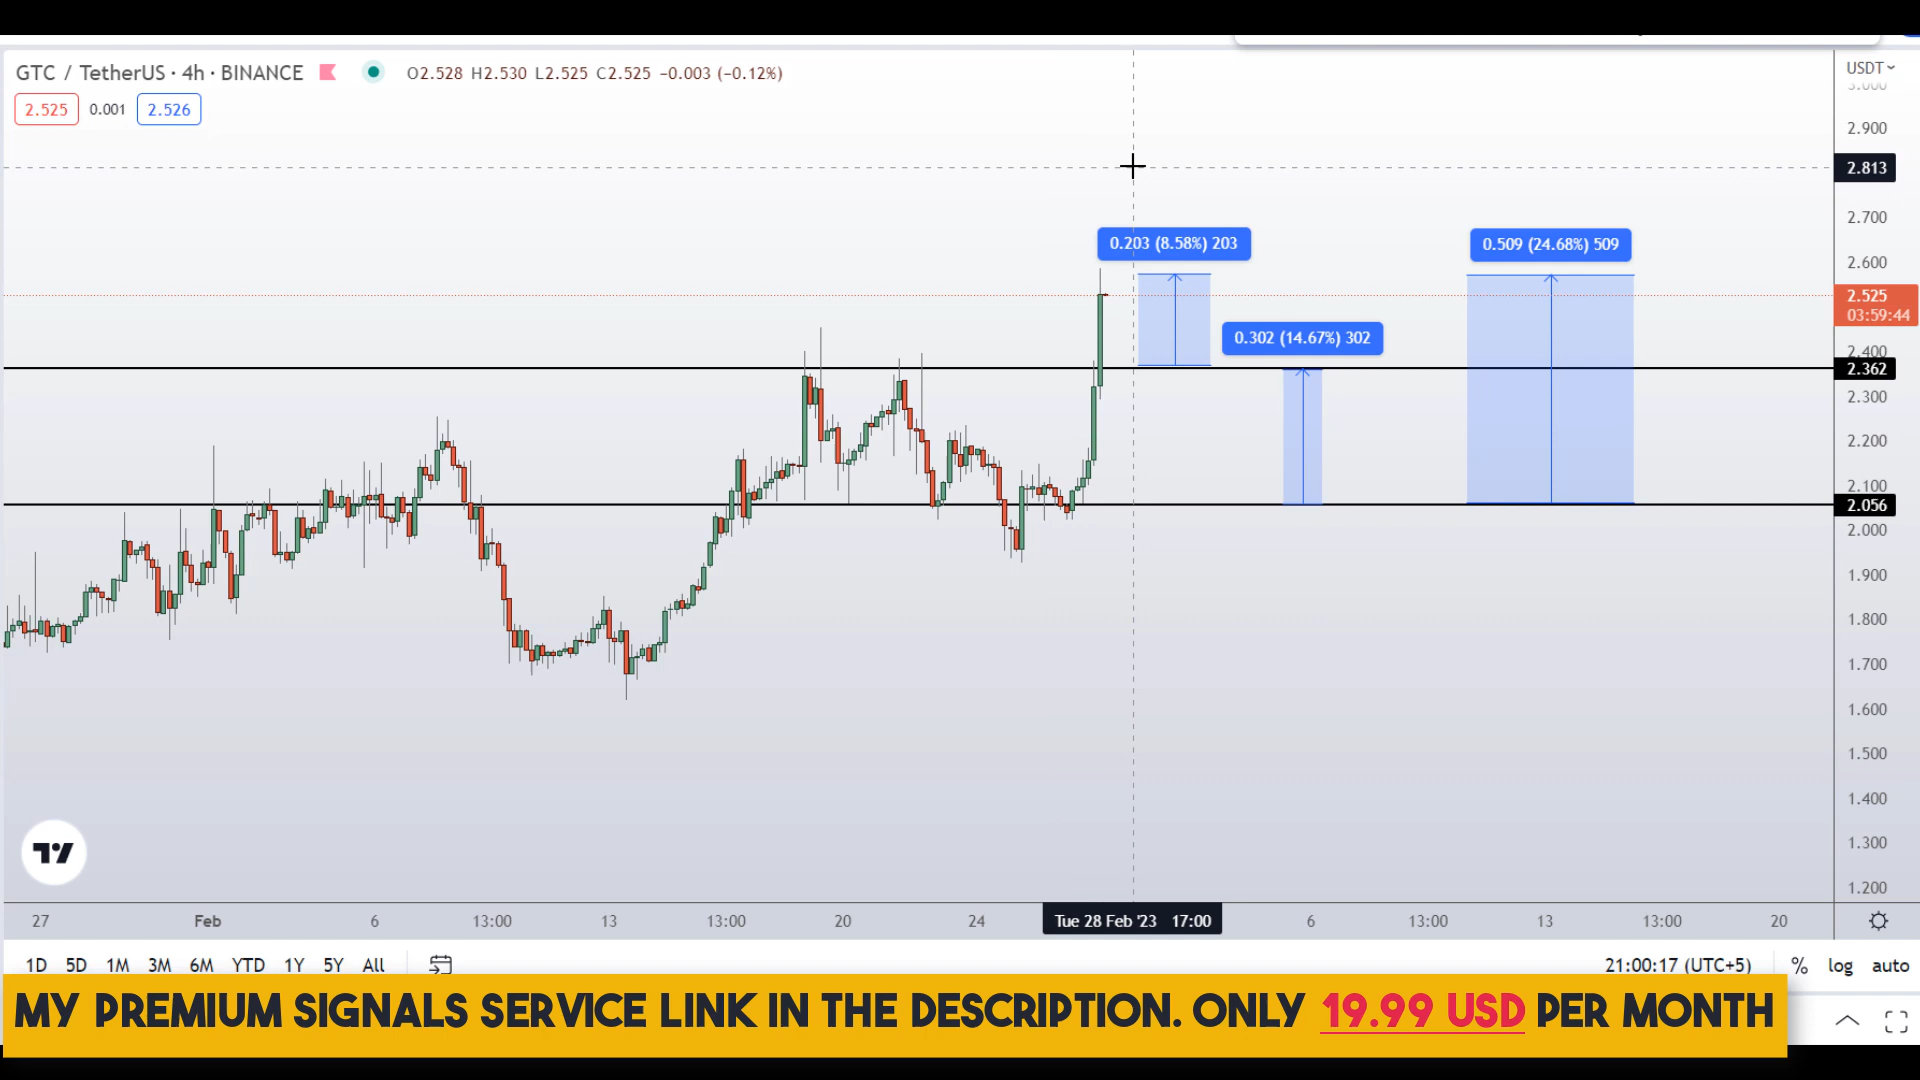 GTC / TetherUS · 4h · BINANCE O2.528 H2.530 L2.525 C2.525 −0.003 (−0.12%)
2.525 0.001 2.526
USDT
3.000
2.900
2.813
2.700
2.600
2.525
03:59:44
2.400
2.362
2.300
2.200
2.100
2.056
2.000
1.900
1.800
1.700
1.600
1.500
1.400
1.300
1.200
0.203 (8.58%) 203
0.509 (24.68%) 509
0.302 (14.67%) 302
27 Feb 6 13:00 13 13:00 20 24 Tue 28 Feb '23 17:00 6 13:00 13 13:00 20
1D 5D 1M 3M 6M YTD 1Y 5Y All 21:00:17 (UTC+5) % log auto
MY PREMIUM SIGNALS SERVICE LINK IN THE DESCRIPTION. ONLY 19.99 USD PER MONTH